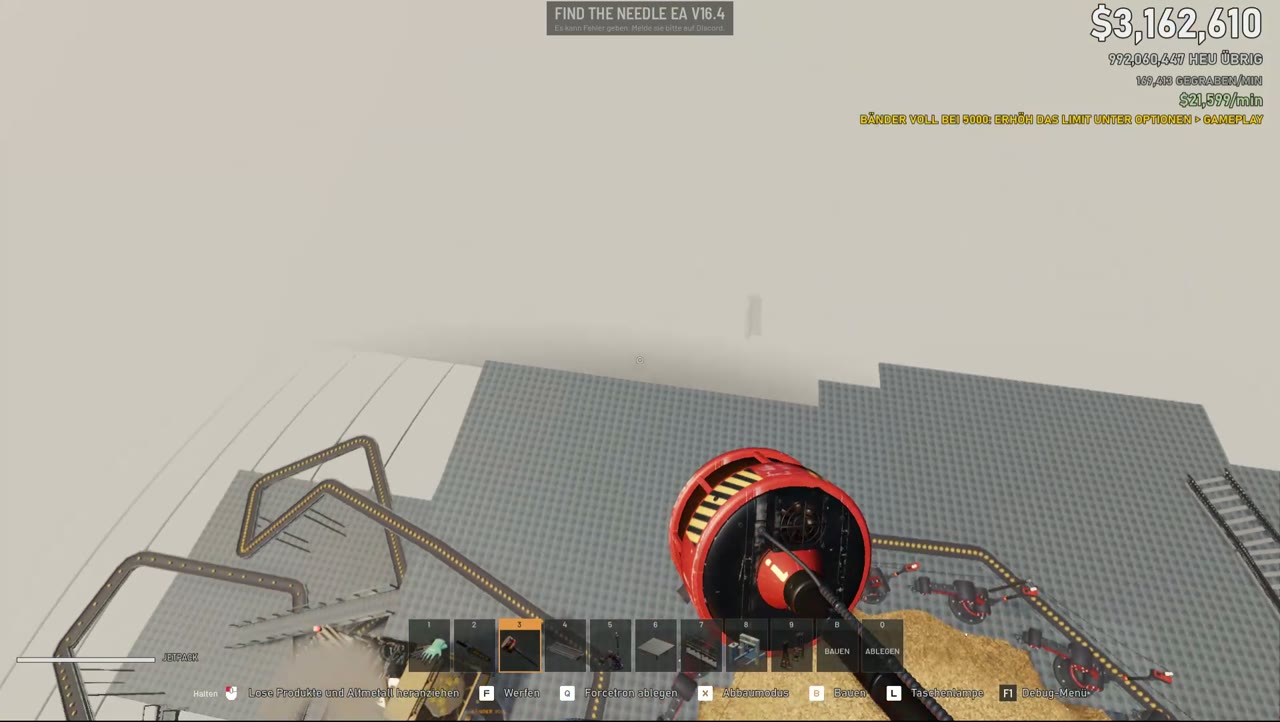 FIND THE NEEDLE EA V16.4
Es kann Fehler geben. Melde sie bitte auf Discord.
$3,162,610
992,060,447 HEU ÜBRIG
169,413 GEGRABEN/MIN
$21,599/min
BÄNDER VOLL BEI 5000: ERHÖH DAS LIMIT UNTER OPTIONEN > GAMEPLAY
JETPACK
1 2 3 4 5 6 7 8 9 B 0
BAUEN ABLEGEN
Halten Lose Produkte und Altmetall heranziehen F Werfen Q Forcetron ablegen X Abbaumodus B Bauen L Taschenlampe F1 Debug-Menü